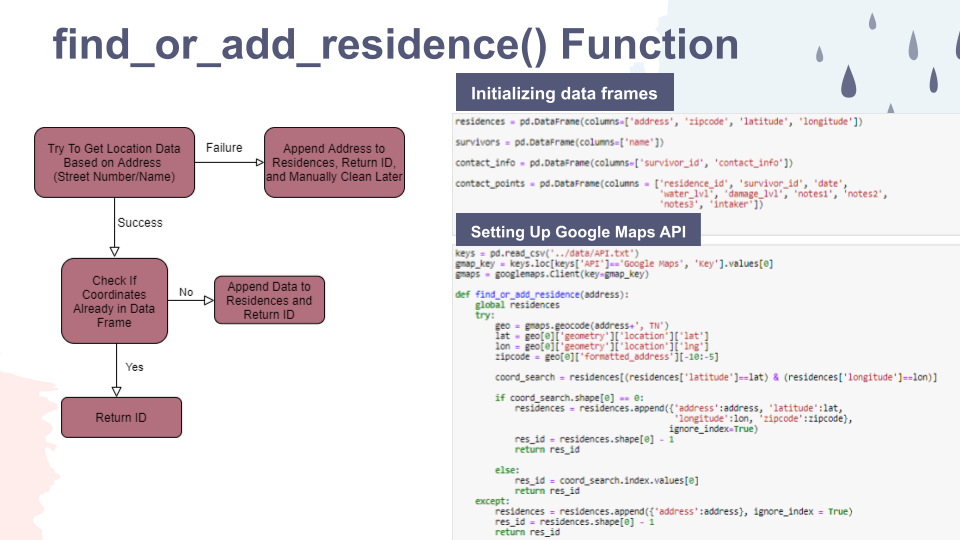 find_or_add_residence() Function
Try To Get Location Data
Based on Address
(Street Number/Name)
Failure
Append Address to
Residences, Return ID,
and Manually Clean Later
Success
Check If
Coordinates
Already in Data
Frame
No
Append Data to
Residences and
Return ID
Yes
Return ID
Initializing data frames
residences = pd.DataFrame(columns=['address', 'zipcode', 'latitude', 'longitude'])
survivors = pd.DataFrame(columns=['name'])
contact_info = pd.DataFrame(columns=['survivor_id', 'contact_info'])
contact_points = pd.DataFrame(columns = ['residence_id', 'survivor_id', 'date',
'water_lvl', 'damage_lvl', 'notes1', 'notes2',
'notes3', 'intaker'])
Setting Up Google Maps API
keys = pd.read_csv('../data/API.txt')
gmap_key = keys.loc[keys['API']=='Google Maps', 'Key'].values[0]
gmaps = googlemaps.Client(key=gmap_key)
def find_or_add_residence(address):
global residences
try:
geo = gmaps.geocode(address+', TN')
lat = geo[0]['geometry']['location']['lat']
lon = geo[0]['geometry']['location']['lng']
zipcode = geo[0]['formatted_address'][-10:-5]
coord_search = residences[(residences['latitude']==lat) & (residences['longitude']==lon)]
if coord_search.shape[0] == 0:
residences = residences.append({'address':address, 'latitude':lat,
'longitude':lon, 'zipcode':zipcode},
ignore_index=True)
res_id = residences.shape[0] - 1
return res_id
else:
res_id = coord_search.index.values[0]
return res_id
except:
residences = residences.append({'address':address}, ignore_index = True)
res_id = residences.shape[0] - 1
return res_id